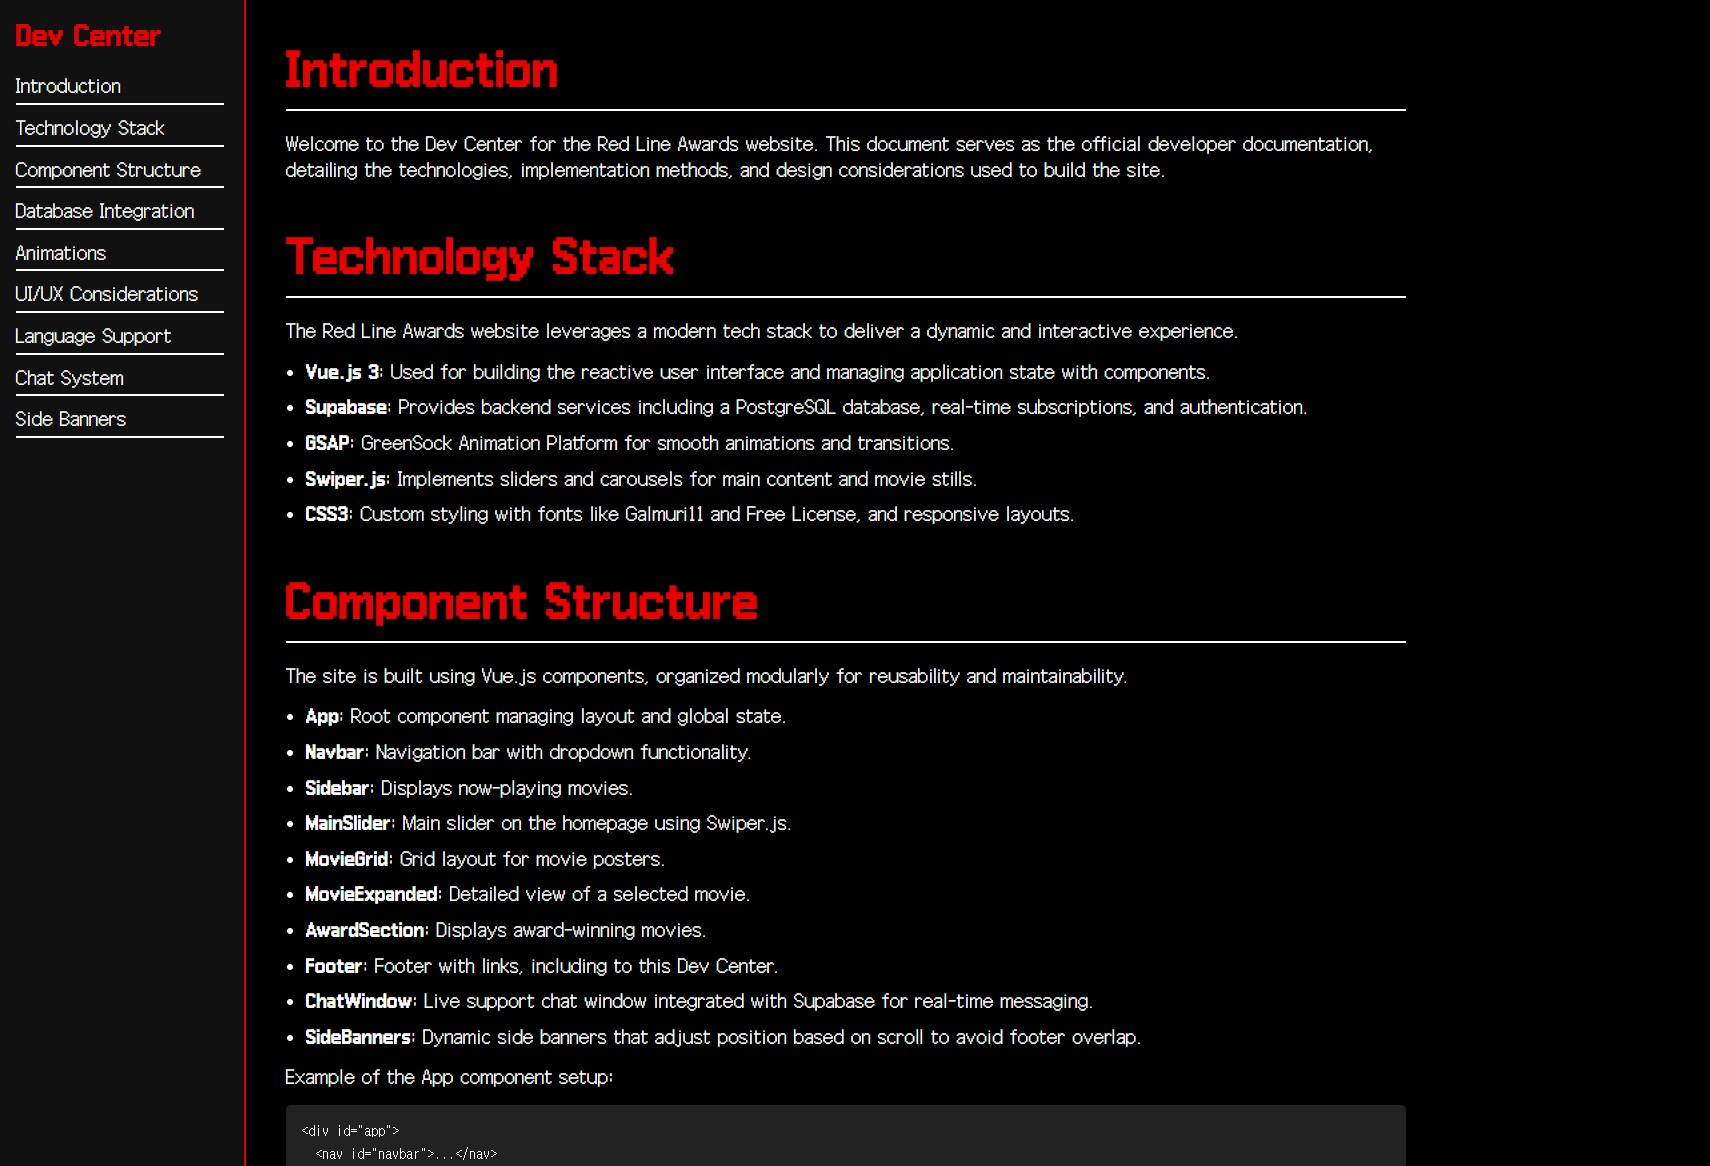 Dev Center
Introduction
Technology Stack
Component Structure
Database Integration
Animations
UI/UX Considerations
Language Support
Chat System
Side Banners
Introduction
Welcome to the Dev Center for the Red Line Awards website. This document serves as the official developer documentation,
detailing the technologies, implementation methods, and design considerations used to build the site.
Technology Stack
The Red Line Awards website leverages a modern tech stack to deliver a dynamic and interactive experience.
• Vue.js 3: Used for building the reactive user interface and managing application state with components.
• Supabase: Provides backend services including a PostgreSQL database, real-time subscriptions, and authentication.
• GSAP: GreenSock Animation Platform for smooth animations and transitions.
• Swiper.js: Implements sliders and carousels for main content and movie stills.
• CSS3: Custom styling with fonts like Galmuri11 and Free License, and responsive layouts.
Component Structure
The site is built using Vue.js components, organized modularly for reusability and maintainability.
• App: Root component managing layout and global state.
• Navbar: Navigation bar with dropdown functionality.
• Sidebar: Displays now-playing movies.
• MainSlider: Main slider on the homepage using Swiper.js.
• MovieGrid: Grid layout for movie posters.
• MovieExpanded: Detailed view of a selected movie.
• AwardSection: Displays award-winning movies.
• Footer: Footer with links, including to this Dev Center.
• ChatWindow: Live support chat window integrated with Supabase for real-time messaging.
• SideBanners: Dynamic side banners that adjust position based on scroll to avoid footer overlap.
Example of the App component setup:
<div id="app">
  <nav id="navbar">...</nav>